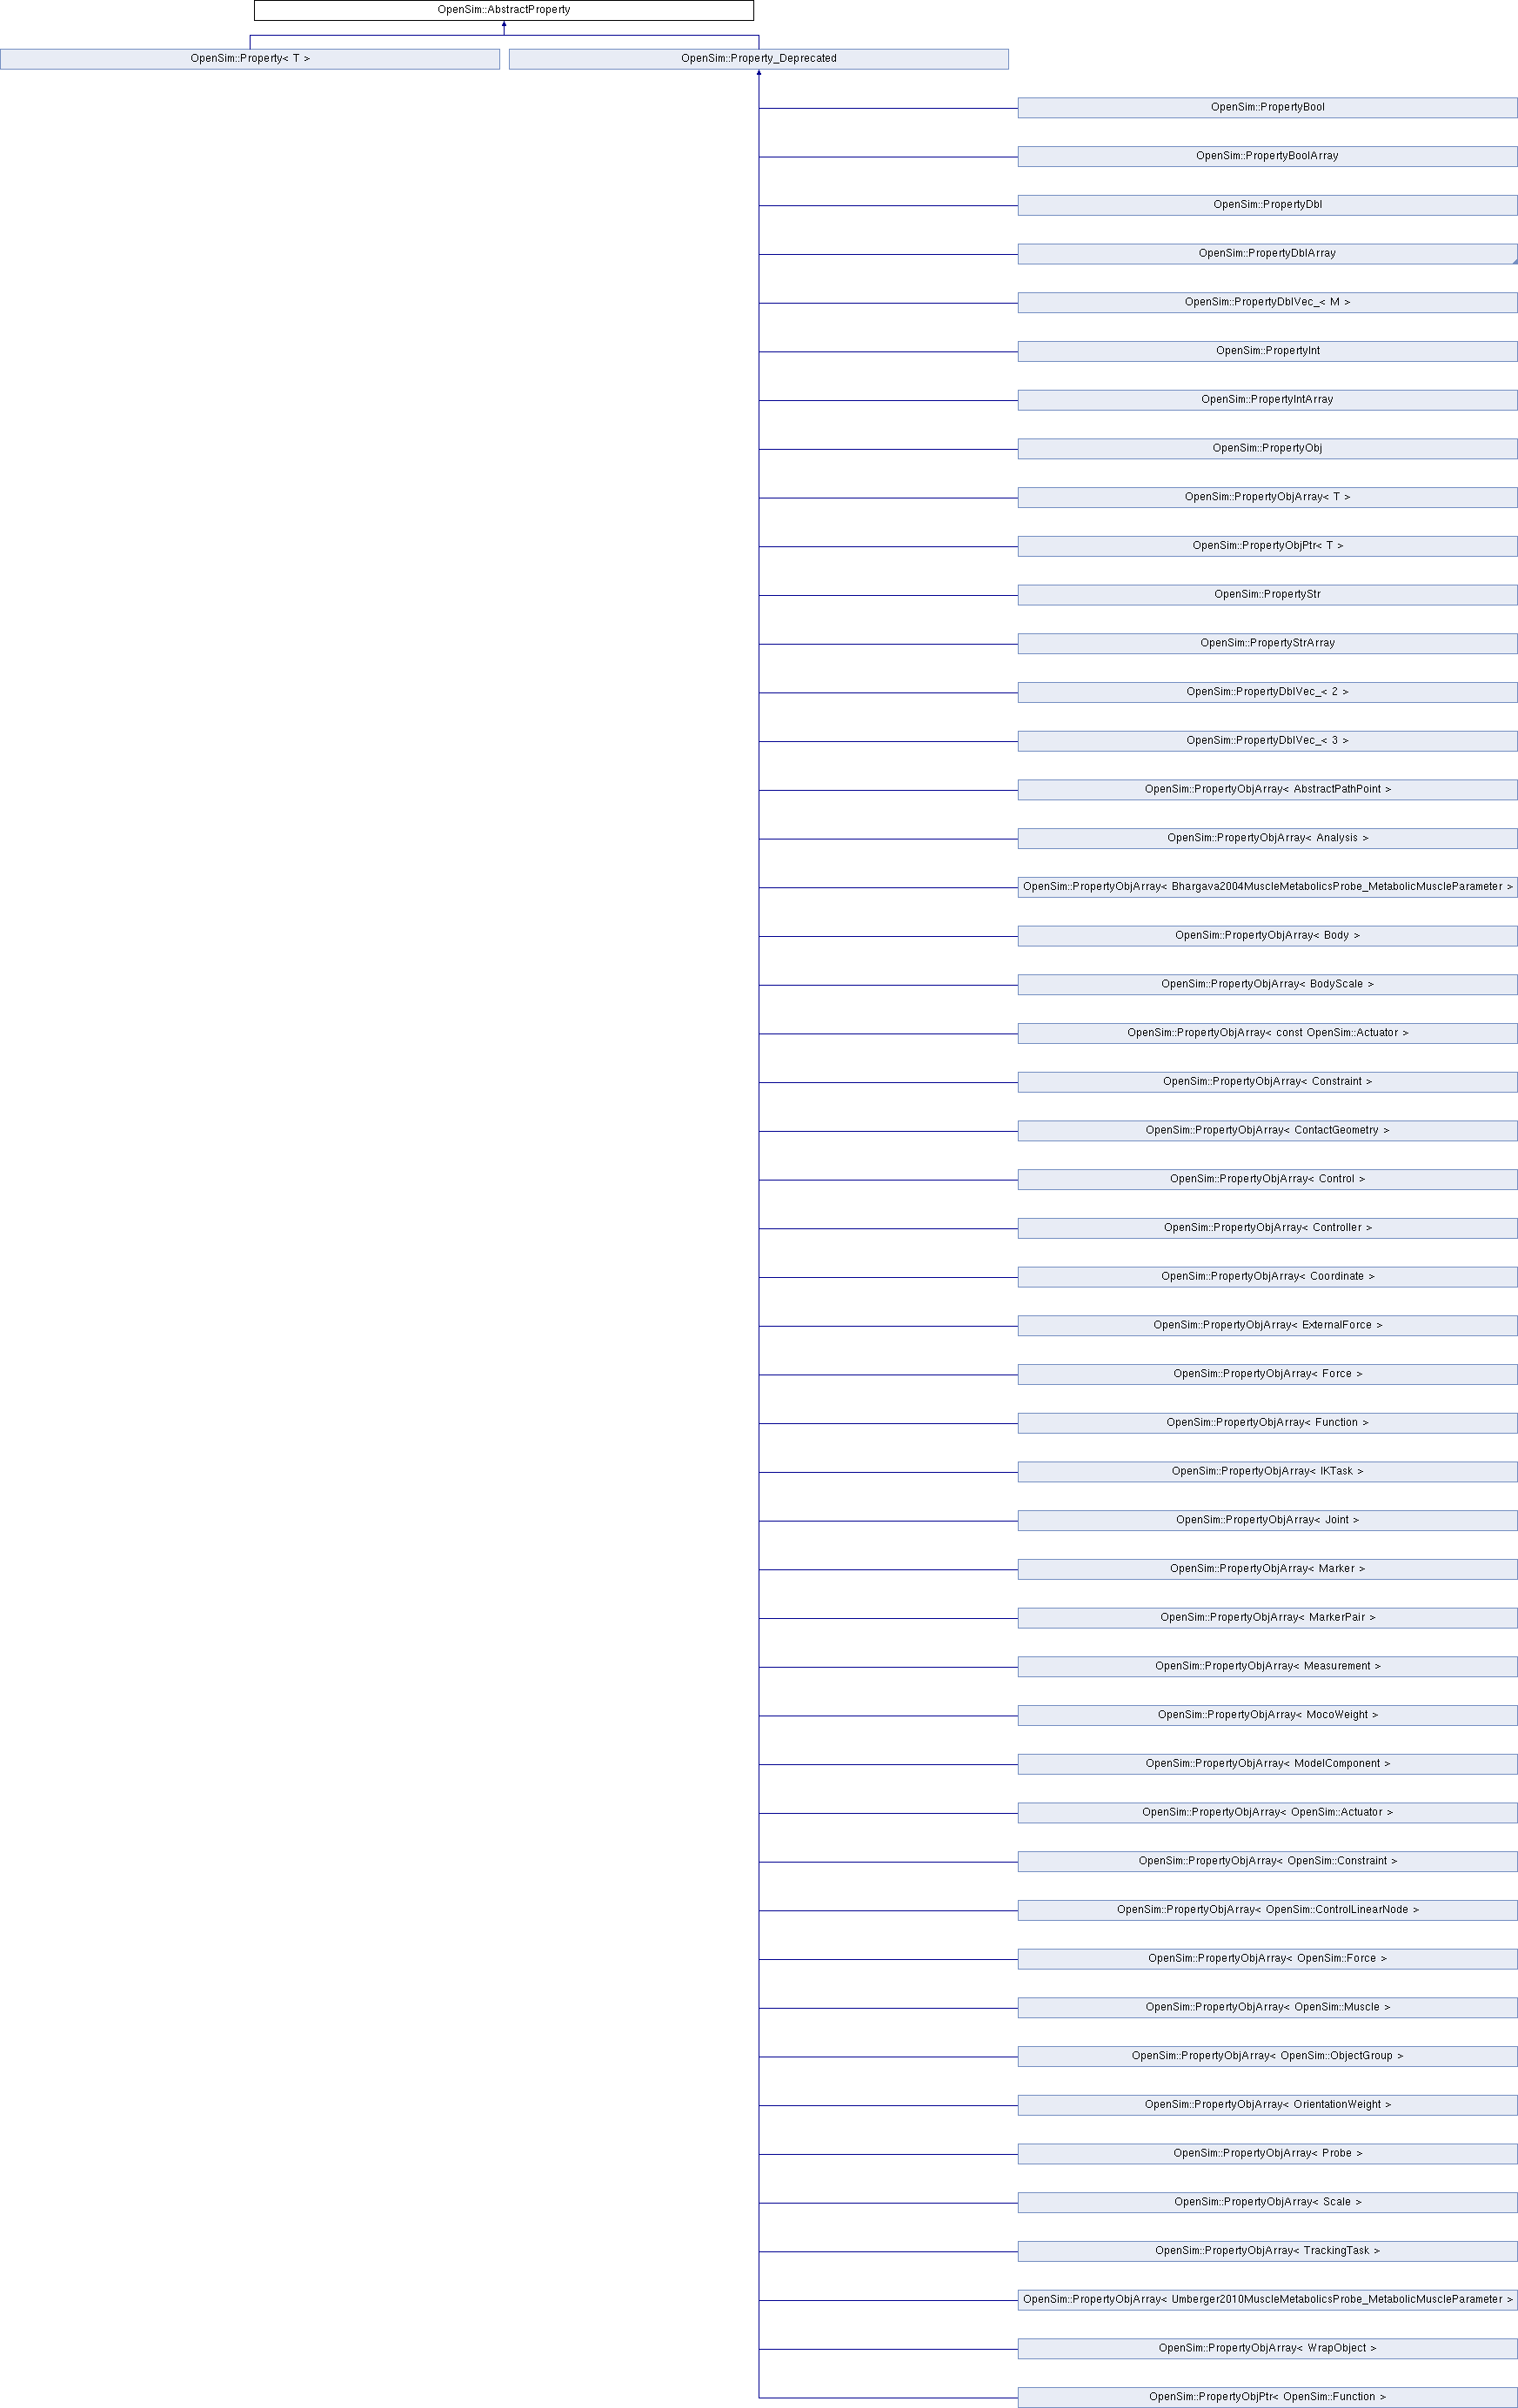 OpenSim::AbstractProperty
OpenSim::Property< T >
OpenSim::Property_Deprecated
OpenSim::PropertyBool
OpenSim::PropertyBoolArray
OpenSim::PropertyDbl
OpenSim::PropertyDblArray
OpenSim::PropertyDblVec_< M >
OpenSim::PropertyInt
OpenSim::PropertyIntArray
OpenSim::PropertyObj
OpenSim::PropertyObjArray< T >
OpenSim::PropertyObjPtr< T >
OpenSim::PropertyStr
OpenSim::PropertyStrArray
OpenSim::PropertyDblVec_< 2 >
OpenSim::PropertyDblVec_< 3 >
OpenSim::PropertyObjArray< AbstractPathPoint >
OpenSim::PropertyObjArray< Analysis >
OpenSim::PropertyObjArray< Bhargava2004MuscleMetabolicsProbe_MetabolicMuscleParameter >
OpenSim::PropertyObjArray< Body >
OpenSim::PropertyObjArray< BodyScale >
OpenSim::PropertyObjArray< const OpenSim::Actuator >
OpenSim::PropertyObjArray< Constraint >
OpenSim::PropertyObjArray< ContactGeometry >
OpenSim::PropertyObjArray< Control >
OpenSim::PropertyObjArray< Controller >
OpenSim::PropertyObjArray< Coordinate >
OpenSim::PropertyObjArray< ExternalForce >
OpenSim::PropertyObjArray< Force >
OpenSim::PropertyObjArray< Function >
OpenSim::PropertyObjArray< IKTask >
OpenSim::PropertyObjArray< Joint >
OpenSim::PropertyObjArray< Marker >
OpenSim::PropertyObjArray< MarkerPair >
OpenSim::PropertyObjArray< Measurement >
OpenSim::PropertyObjArray< MocoWeight >
OpenSim::PropertyObjArray< ModelComponent >
OpenSim::PropertyObjArray< OpenSim::Actuator >
OpenSim::PropertyObjArray< OpenSim::Constraint >
OpenSim::PropertyObjArray< OpenSim::ControlLinearNode >
OpenSim::PropertyObjArray< OpenSim::Force >
OpenSim::PropertyObjArray< OpenSim::Muscle >
OpenSim::PropertyObjArray< OpenSim::ObjectGroup >
OpenSim::PropertyObjArray< OrientationWeight >
OpenSim::PropertyObjArray< Probe >
OpenSim::PropertyObjArray< Scale >
OpenSim::PropertyObjArray< TrackingTask >
OpenSim::PropertyObjArray< Umberger2010MuscleMetabolicsProbe_MetabolicMuscleParameter >
OpenSim::PropertyObjArray< WrapObject >
OpenSim::PropertyObjPtr< OpenSim::Function >